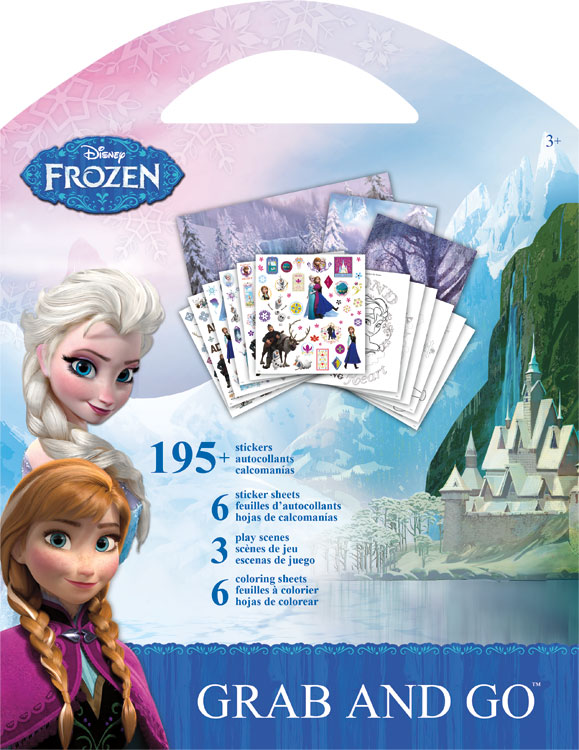 3+
Disney
FROZEN
195+
stickers
autocollants
calcomanías
6
sticker sheets
feuilles d'autocollants
hojas de calcomanías
3
play scenes
scènes de jeu
escenas de juego
6
coloring sheets
feuilles à colorier
hojas de colorear
GRAB AND GO™